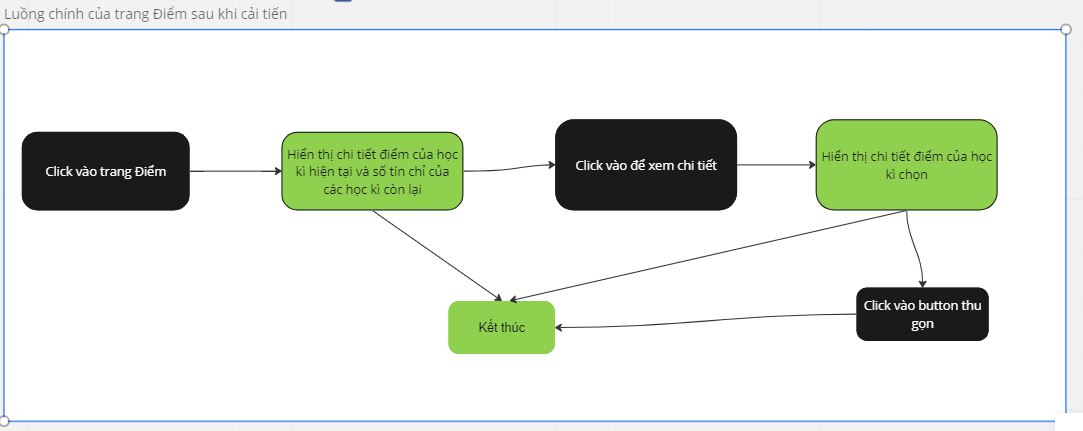 Luồng chính của trang Điểm sau khi cải tiến
Click vào trang Điểm
Hiển thị chi tiết điểm của học
kì hiện tại và số tín chỉ của
các học kì còn lại
Click vào để xem chi tiết
Hiển thị chi tiết điểm của học
kì chọn
Click vào button thu
gọn
Kết thúc